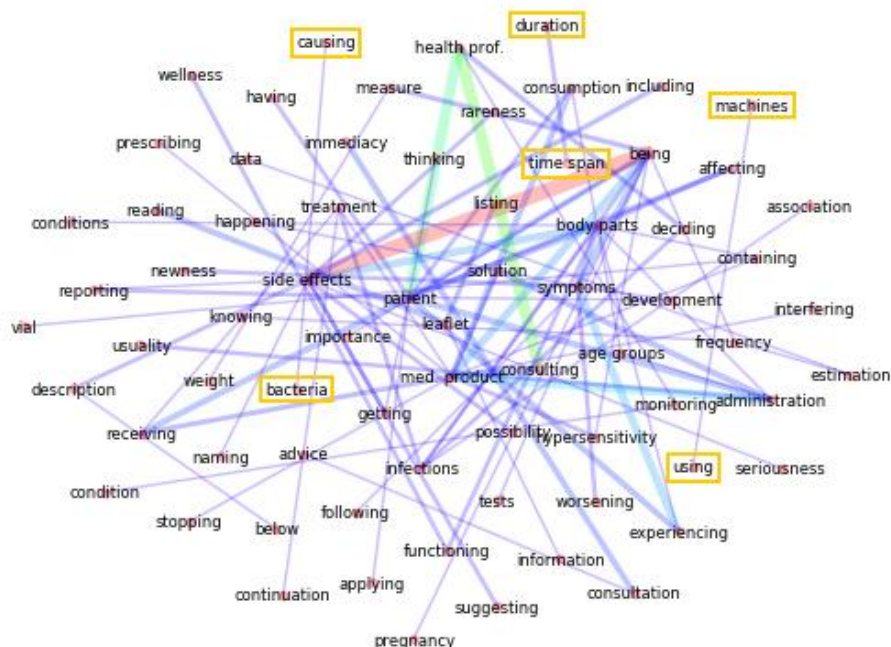 duration
causing
health prof.
wellness
having
measure
consumption
including
rareness
machines
prescribing
data
immediacy
thinking
time span
being
affecting
conditions
reading
happening
treatment
listing
body parts
deciding
association
newness
side effects
solution
containing
reporting
patient
symptoms
development
vial
knowing
leaflet
interfering
usuality
importance
age groups
frequency
description
weight
bacteria
med. product
consulting
estimation
receiving
getting
monitoring
administration
naming
advice
possibility
hypersensitivity
condition
infections
using
seriousness
stopping
below
following
tests
worsening
experiencing
functioning
information
continuation
applying
suggesting
consultation
pregnancy